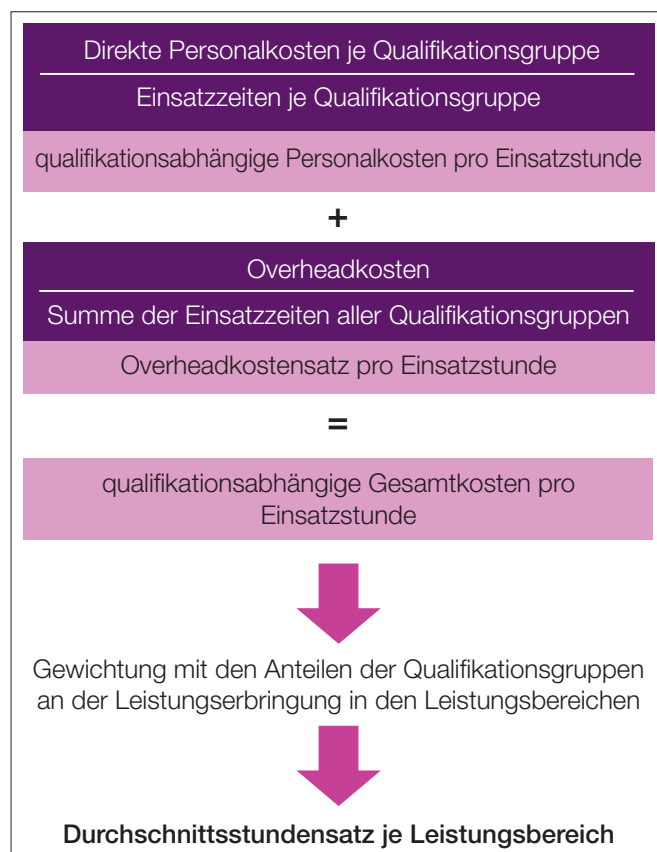 Direkte Personalkosten je Qualifikationsgruppe
Einsatzzeiten je Qualifikationsgruppe
qualifikationsabhängige Personalkosten pro Einsatzstunde
+
Overheadkosten
Summe der Einsatzzeiten aller Qualifikationsgruppen
Overheadkostensatz pro Einsatzstunde
=
qualifikationsabhängige Gesamtkosten pro
Einsatzstunde
Gewichtung mit den Anteilen der Qualifikationsgruppen
an der Leistungserbringung in den Leistungsbereichen
Durchschnittsstundensatz je Leistungsbereich